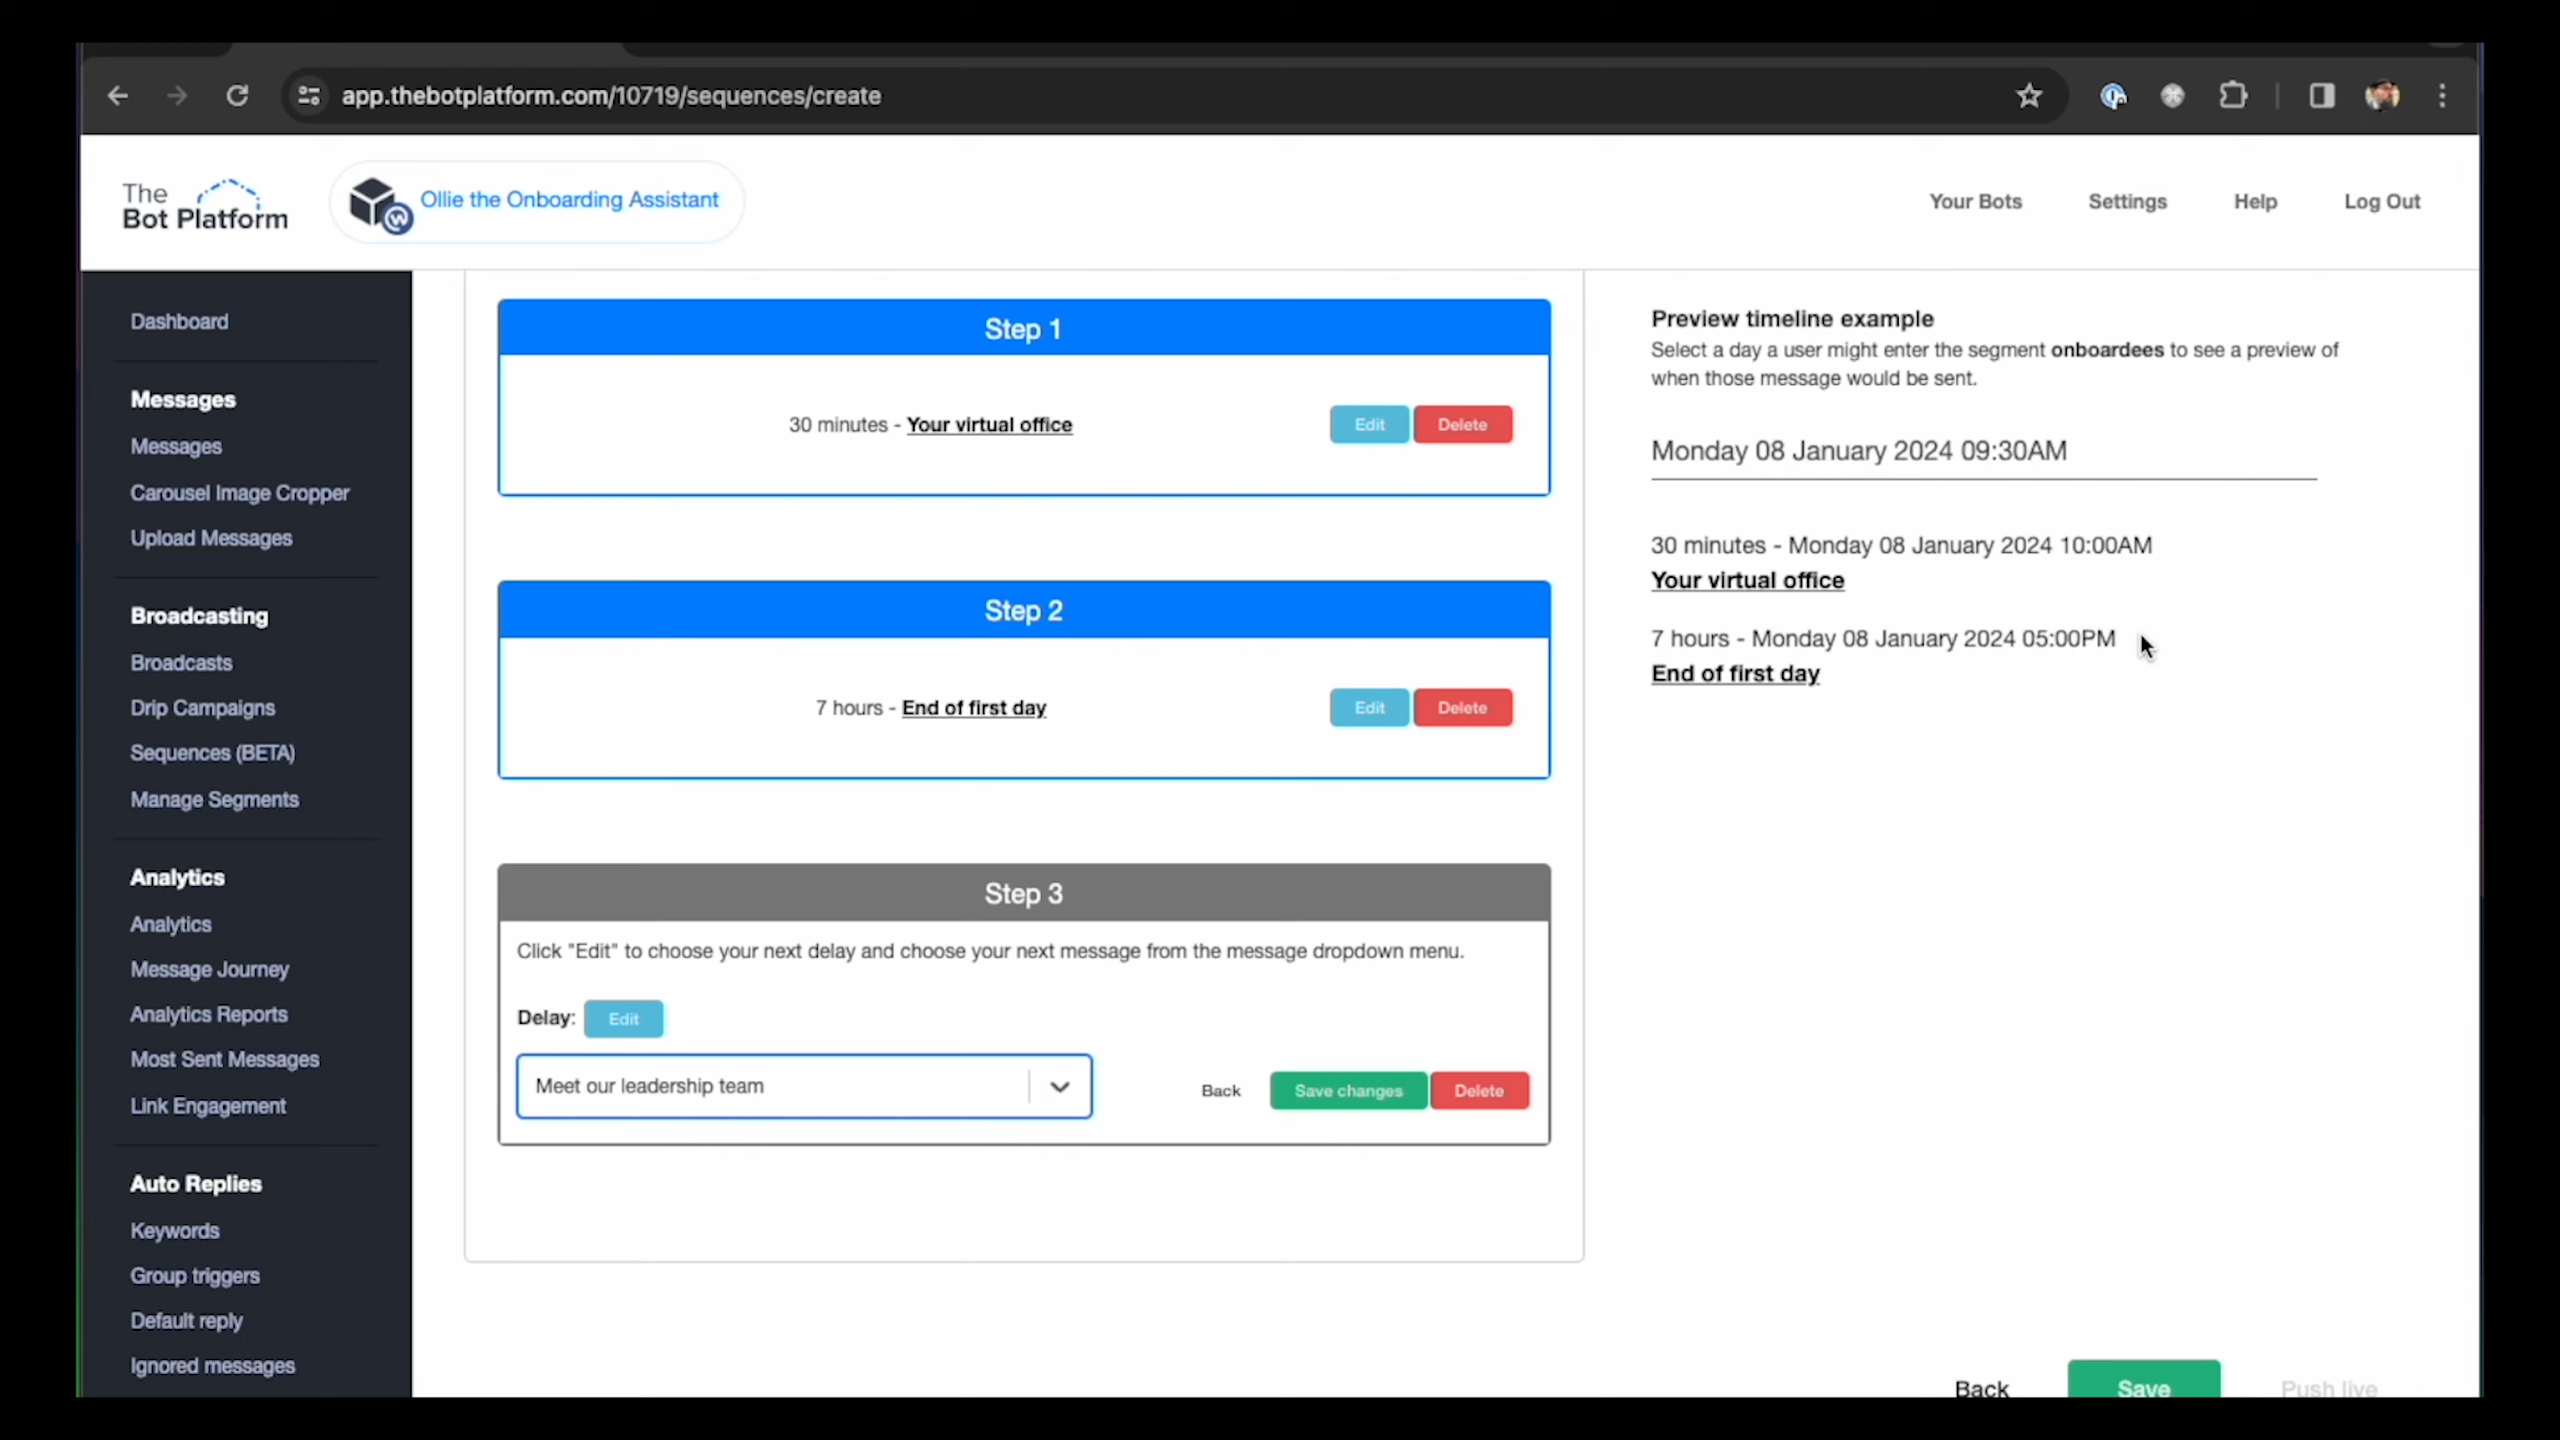 app.thebotplatform.com/10719/sequences/create
The
Bot Platform
Ollie the Onboarding Assistant
Your Bots
Settings
Help
Log Out
Dashboard
Messages
Messages
Carousel Image Cropper
Upload Messages
Broadcasting
Broadcasts
Drip Campaigns
Sequences (BETA)
Manage Segments
Analytics
Analytics
Message Journey
Analytics Reports
Most Sent Messages
Link Engagement
Auto Replies
Keywords
Group triggers
Default reply
Ignored messages
Step 1
30 minutes - Your virtual office
Edit
Delete
Step 2
7 hours - End of first day
Edit
Delete
Step 3
Click "Edit" to choose your next delay and choose your next message from the message dropdown menu.
Delay:
Edit
Meet our leadership team
Back
Save changes
Delete
Preview timeline example
Select a day a user might enter the segment onboardees to see a preview of
when those message would be sent.
Monday 08 January 2024 09:30AM
30 minutes - Monday 08 January 2024 10:00AM
Your virtual office
7 hours - Monday 08 January 2024 05:00PM
End of first day
Back
Save
Push live